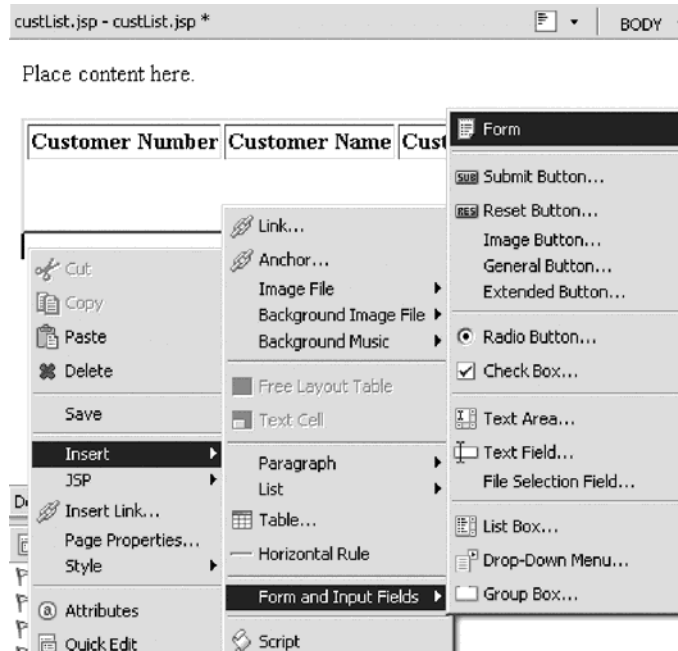 custList.jsp - custList.jsp *
BODY
Place content here.
Customer Number Customer Name Cust
Cut
Copy
Paste
Delete
Save
Insert
JSP
Insert Link...
Page Properties...
Style
Attributes
Quick Edit
Link...
Anchor...
Image File
Background Image File
Background Music
Free Layout Table
Text Cell
Paragraph
List
Table...
Horizontal Rule
Form and Input Fields
Script
Form
SUB Submit Button...
RES Reset Button...
Image Button...
General Button...
Extended Button...
Radio Button...
Check Box...
Text Area...
Text Field...
File Selection Field...
List Box...
Drop-Down Menu...
Group Box...